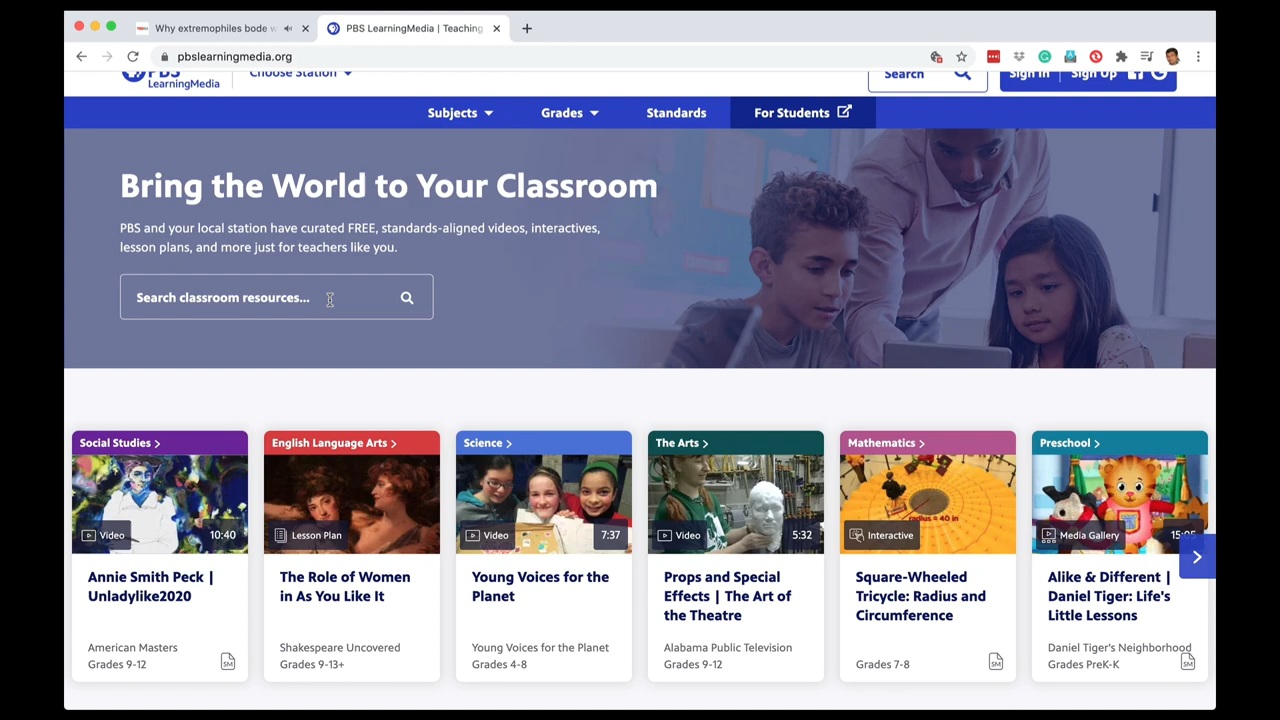 Why extremophiles bode w
PBS LearningMedia | Teaching
pbslearningmedia.org
PBS
LearningMedia
Choose Station
Search
Sign In
Sign Up
Subjects
Grades
Standards
For Students
Bring the World to Your Classroom
PBS and your local station have curated FREE, standards-aligned videos, interactives,
lesson plans, and more just for teachers like you.
Search classroom resources...
Social Studies >
Video
10:40
Annie Smith Peck |
Unladylike2020
American Masters
Grades 9-12
SM
English Language Arts >
Lesson Plan
The Role of Women
in As You Like It
Shakespeare Uncovered
Grades 9-13+
Science >
Video
7:37
Young Voices for the
Planet
Young Voices for the Planet
Grades 4-8
The Arts >
Video
5:32
Props and Special
Effects | The Art of
the Theatre
Alabama Public Television
Grades 9-12
Mathematics >
radius = 40 in
Interactive
Square-Wheeled
Tricycle: Radius and
Circumference
Grades 7-8
SM
Preschool >
Media Gallery
Alike & Different |
Daniel Tiger: Life's
Little Lessons
Daniel Tiger's Neighborhood
Grades PreK-K
SM